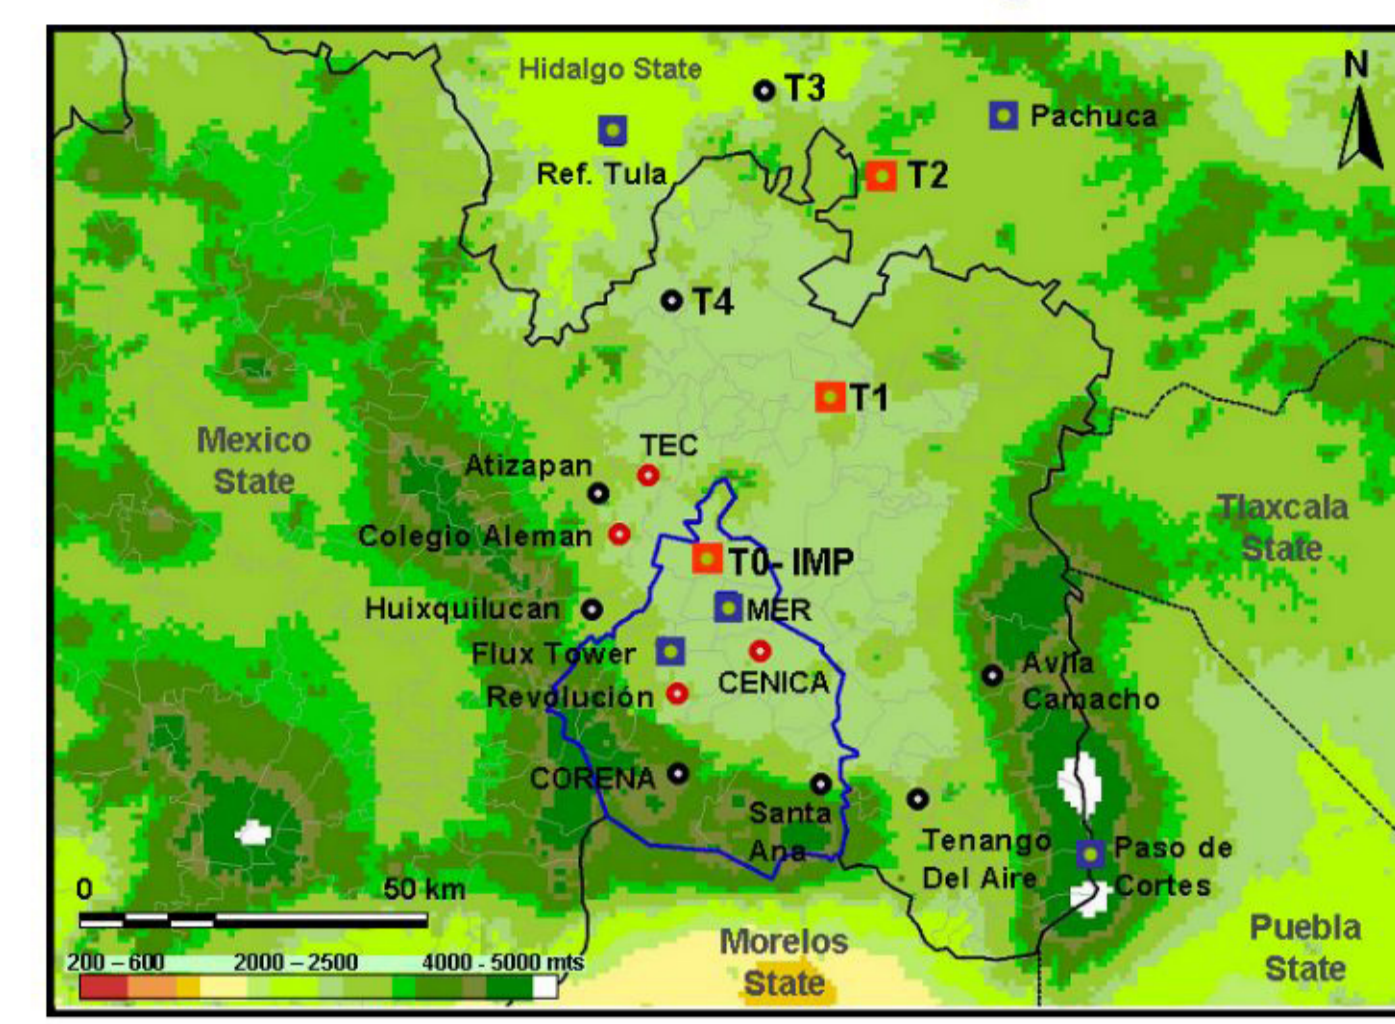 Hidalgo State
T3
N
Pachuca
Ref. Tula
T2
T4
T1
Mexico
State
TEC
Atizapan
Tlaxcala
State
Colegio Aleman
T0- IMP
Huixquilucan
MER
Flux Tower
CENICA
Avila
Camacho
Revolución
CORENA
Santa
Ana
Tenango
Del Aire
Paso de
Cortes
0 50 km
Morelos
State
Puebla
State
200 – 600 2000 – 2500 4000 - 5000 mts